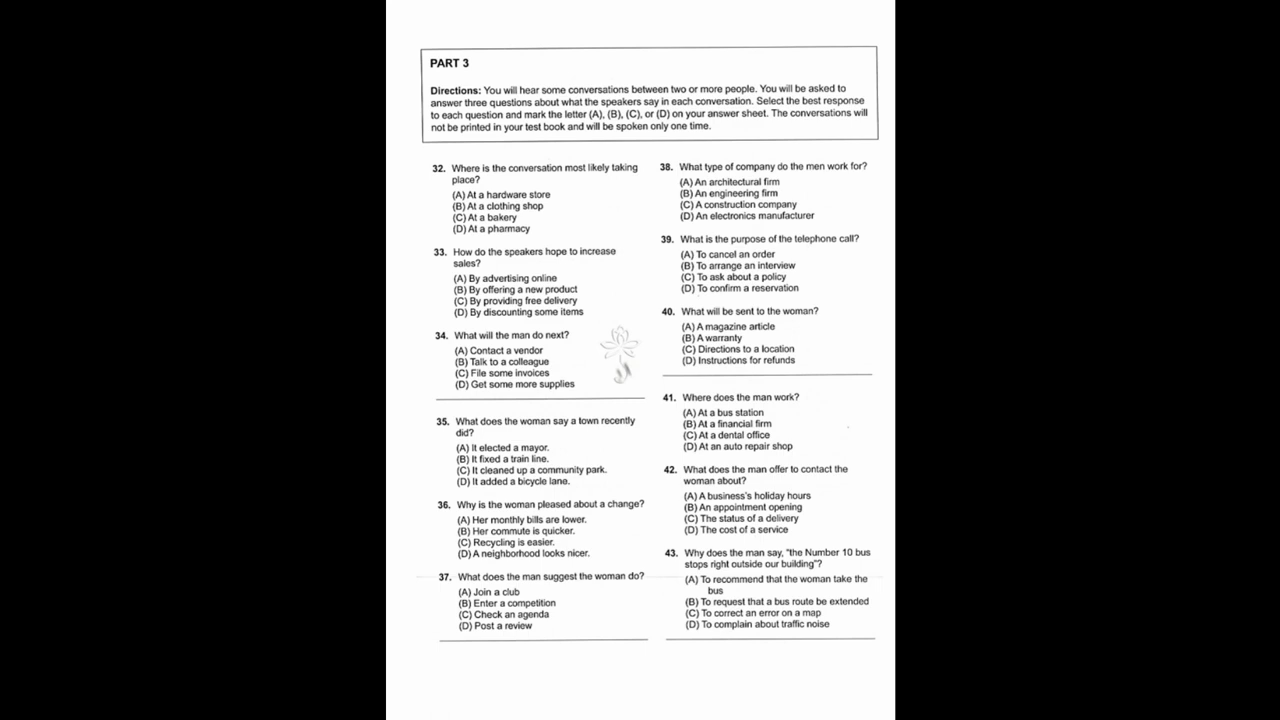 PART 3
Directions: You will hear some conversations between two or more people. You will be asked to
answer three questions about what the speakers say in each conversation. Select the best response
to each question and mark the letter (A), (B), (C), or (D) on your answer sheet. The conversations will
not be printed in your test book and will be spoken only one time.
32. Where is the conversation most likely taking
place?
(A) At a hardware store
(B) At a clothing shop
(C) At a bakery
(D) At a pharmacy
33. How do the speakers hope to increase
sales?
(A) By advertising online
(B) By offering a new product
(C) By providing free delivery
(D) By discounting some items
34. What will the man do next?
(A) Contact a vendor
(B) Talk to a colleague
(C) File some invoices
(D) Get some more supplies
35. What does the woman say a town recently
did?
(A) It elected a mayor.
(B) It fixed a train line.
(C) It cleaned up a community park.
(D) It added a bicycle lane.
36. Why is the woman pleased about a change?
(A) Her monthly bills are lower.
(B) Her commute is quicker.
(C) Recycling is easier.
(D) A neighborhood looks nicer.
37. What does the man suggest the woman do?
(A) Join a club
(B) Enter a competition
(C) Check an agenda
(D) Post a review
38. What type of company do the men work for?
(A) An architectural firm
(B) An engineering firm
(C) A construction company
(D) An electronics manufacturer
39. What is the purpose of the telephone call?
(A) To cancel an order
(B) To arrange an interview
(C) To ask about a policy
(D) To confirm a reservation
40. What will be sent to the woman?
(A) A magazine article
(B) A warranty
(C) Directions to a location
(D) Instructions for refunds
41. Where does the man work?
(A) At a bus station
(B) At a financial firm
(C) At a dental office
(D) At an auto repair shop
42. What does the man offer to contact the
woman about?
(A) A business's holiday hours
(B) An appointment opening
(C) The status of a delivery
(D) The cost of a service
43. Why does the man say, "the Number 10 bus
stops right outside our building"?
(A) To recommend that the woman take the
bus
(B) To request that a bus route be extended
(C) To correct an error on a map
(D) To complain about traffic noise